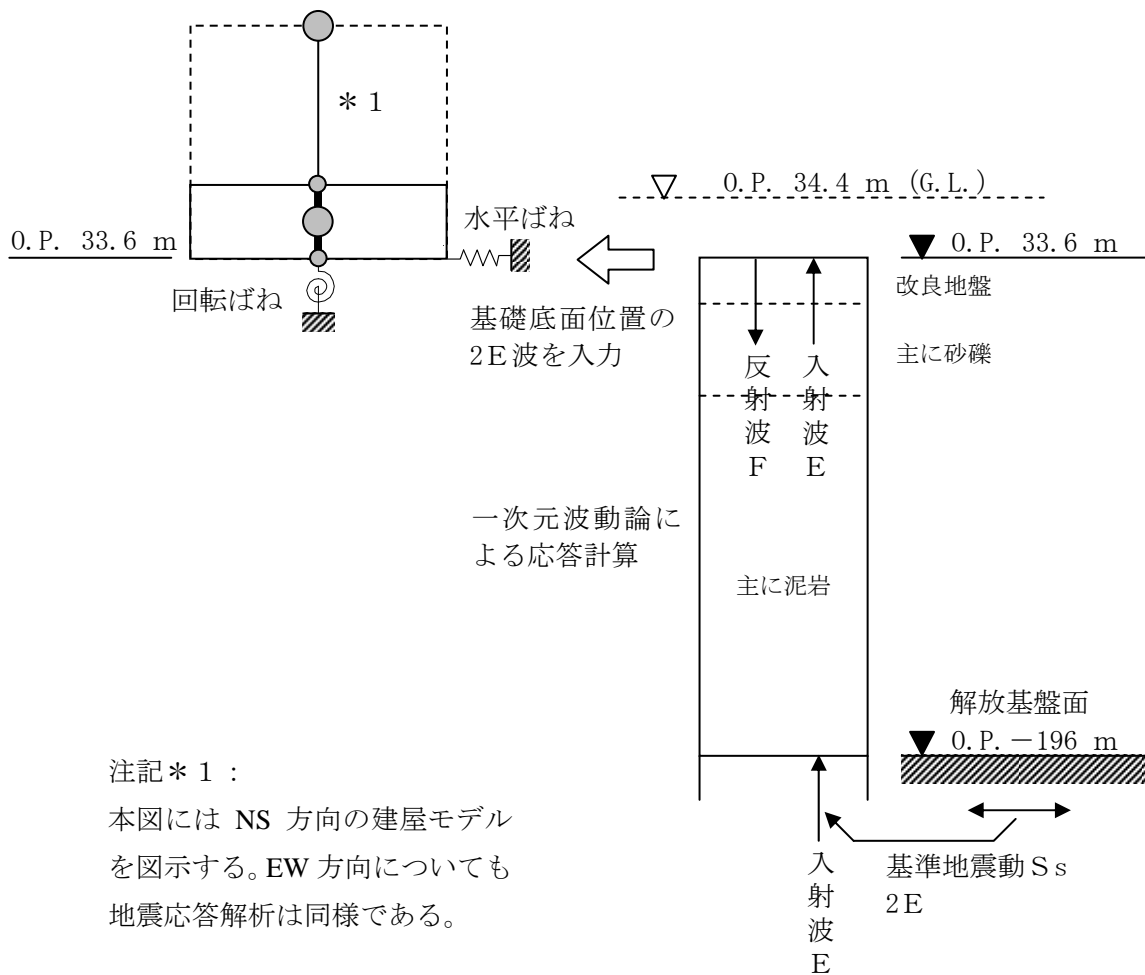 ＊1
O.P. 34.4 m (G.L.)
水平ばね
O.P. 33.6 m
O.P. 33.6 m
回転ばね
改良地盤
基礎底面位置の
2E波を入力
主に砂礫
反射波F
入射波E
一次元波動論に
よる応答計算
主に泥岩
解放基盤面
O.P.－196 m
注記＊1：
本図には NS 方向の建屋モデル
を図示する。EW 方向についても
地震応答解析は同様である。
基準地震動Ss
2E
入射波E